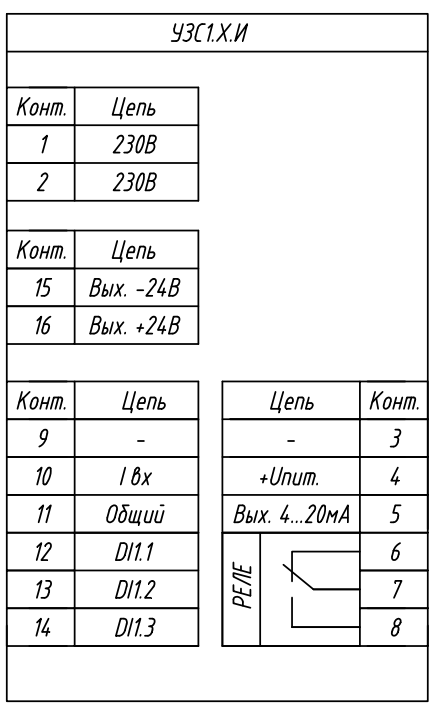 УЗС1.Х.И
Конт. Цепь
1 230В
2 230В
Конт. Цепь
15 Вых. -24В
16 Вых. +24В
Конт. Цепь
9 -
10 I вх
11 Общий
12 DI1.1
13 DI1.2
14 DI1.3
Цепь Конт.
- 3
+Uпит. 4
Вых. 4...20мА 5
РЕЛЕ
6
7
8